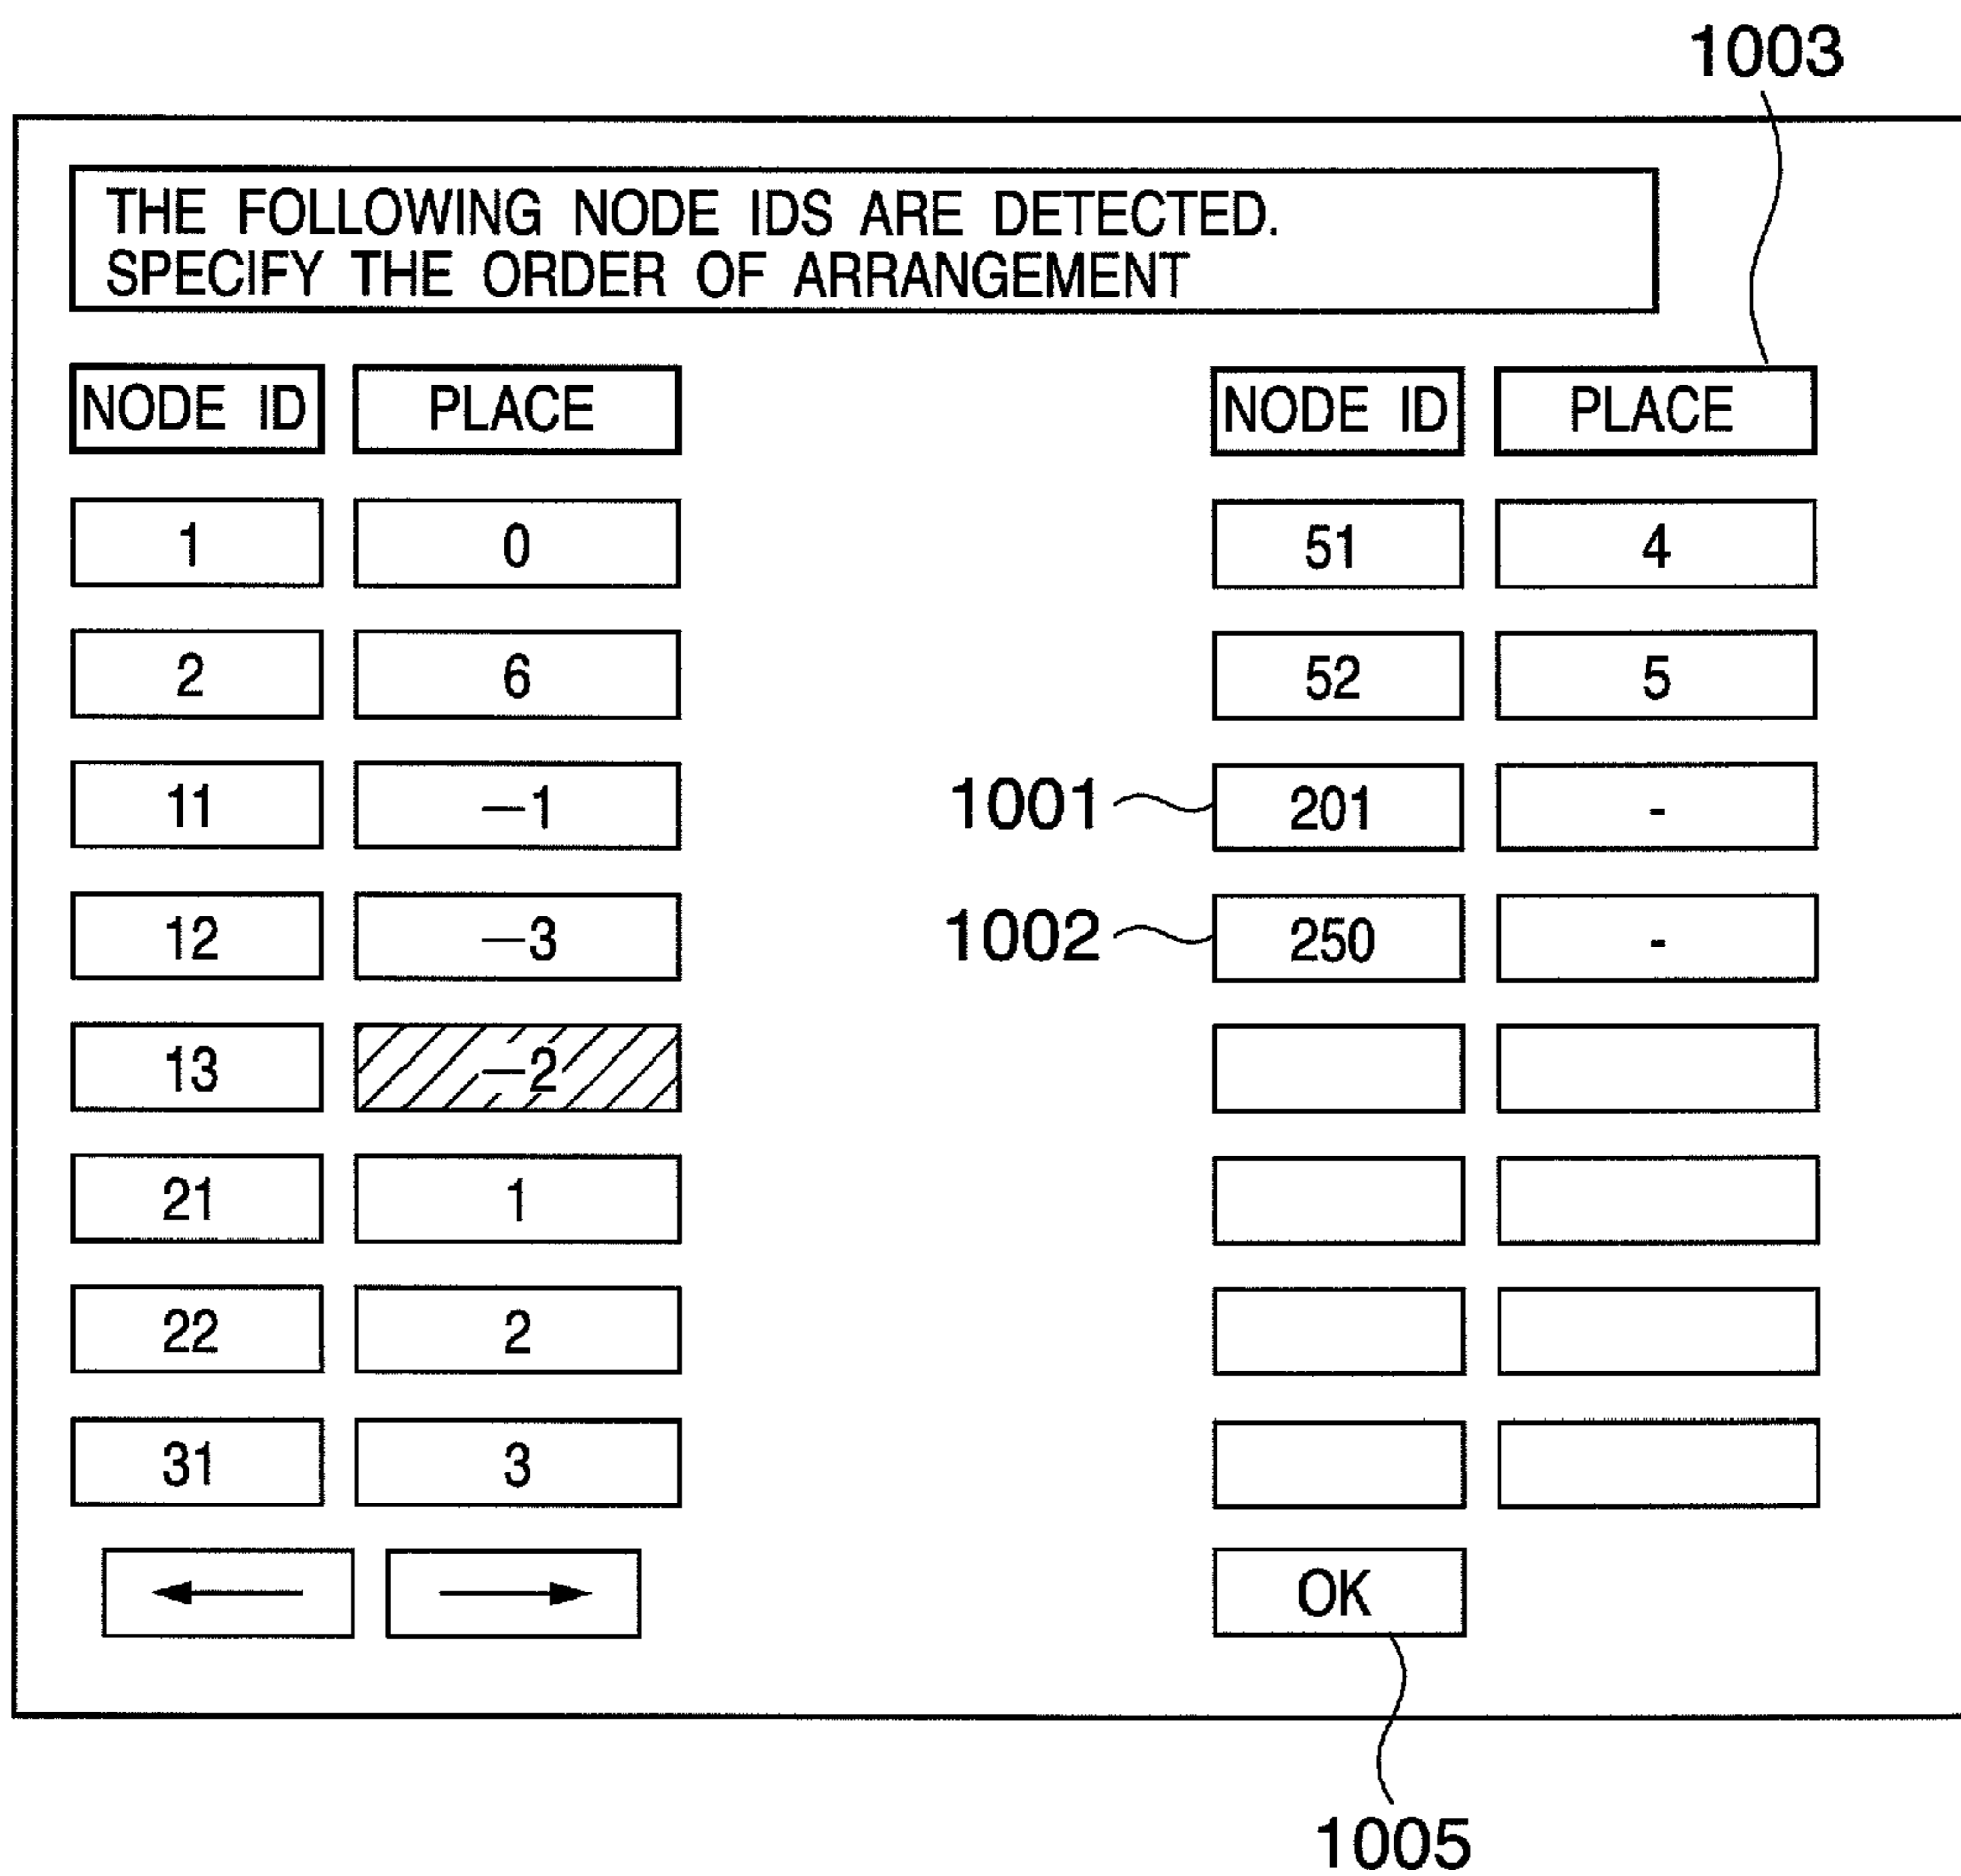 1003
THE FOLLOWING NODE IDS ARE DETECTED.
SPECIFY THE ORDER OF ARRANGEMENT
NODE ID PLACE NODE ID PLACE
1 0 51 4
2 6 52 5
11 —1 1001 201 -
12 —3 1002 250 -
13 —2
21 1
22 2
31 3
OK
1005